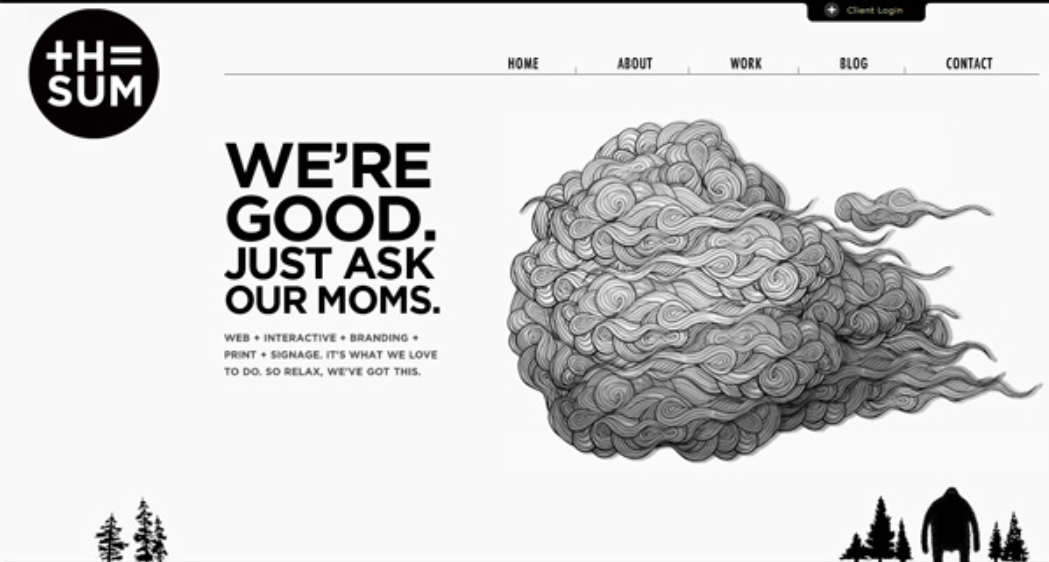 Client Login
+HE
SUM
HOME ABOUT WORK BLOG CONTACT
WE’RE
GOOD.
JUST ASK
OUR MOMS.
WEB + INTERACTIVE + BRANDING +
PRINT + SIGNAGE. IT'S WHAT WE LOVE
TO DO. SO RELAX, WE'VE GOT THIS.